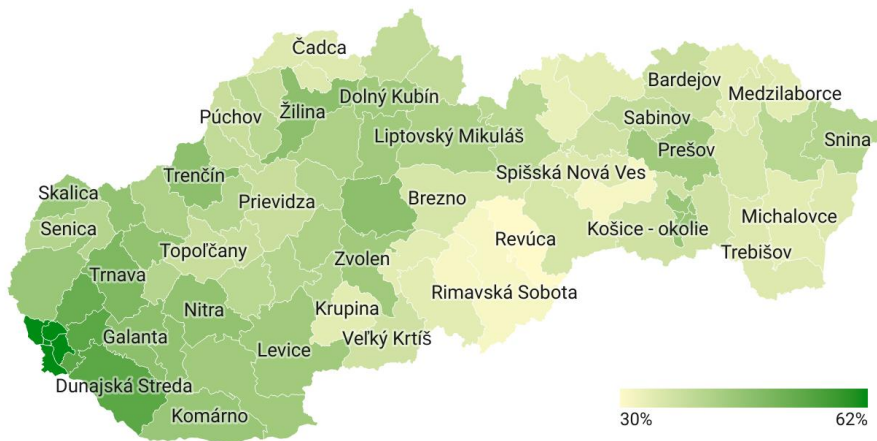 Čadca
Bardejov
Medzilaborce
Púchov
Žilina
Dolný Kubín
Sabinov
Liptovský Mikuláš
Snina
Prešov
Trenčín
Spišská Nová Ves
Skalica
Prievidza
Brezno
Senica
Michalovce
Košice - okolie
Topoľčany
Revúca
Zvolen
Trebišov
Trnava
Rimavská Sobota
Nitra
Krupina
Galanta
Veľký Krtíš
Levice
Dunajská Streda
Komárno
30%
62%